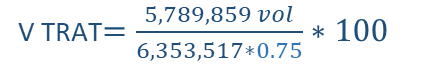 V TRAT= 5,789,859 vol / 6,353,517*0.75 * 100